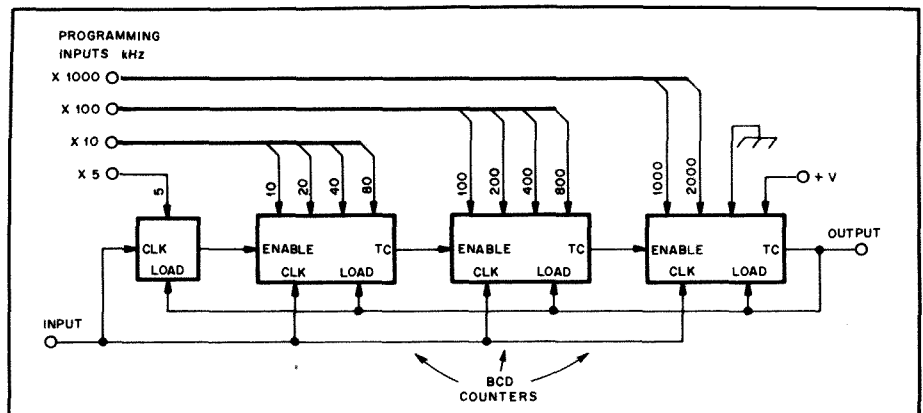 PROGRAMMING
INPUTS kHz
X 1000
X 100
X 10
X 5
5
10
20
40
80
100
200
400
800
1000
2000
+ V
OUTPUT
CLK
LOAD
ENABLE
TC
CLK
LOAD
ENABLE
TC
CLK
LOAD
ENABLE
TC
CLK
LOAD
INPUT
BCD
COUNTERS